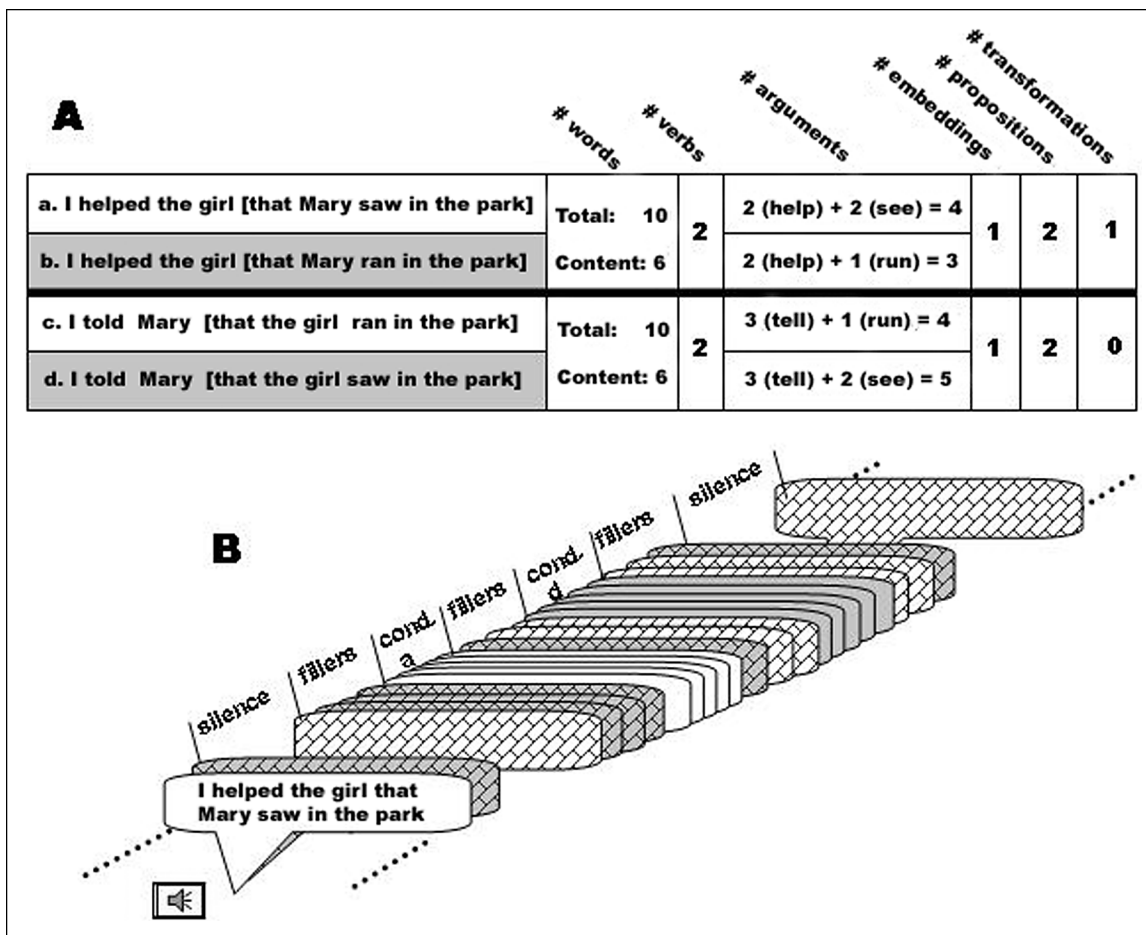 A
# words
# verbs
# arguments
# embeddings
# propositions
# transformations
a. I helped the girl [that Mary saw in the park]
Total: 10
Content: 6
2
2 (help) + 2 (see) = 4
1
2
1
b. I helped the girl [that Mary ran in the park]
2 (help) + 1 (run) = 3
c. I told Mary [that the girl ran in the park]
Total: 10
Content: 6
2
3 (tell) + 1 (run) = 4
1
2
0
d. I told Mary [that the girl saw in the park]
3 (tell) + 2 (see) = 5
B
silence
fillers
cond.
a
fillers
cond.
d
fillers
silence
I helped the girl that
Mary saw in the park